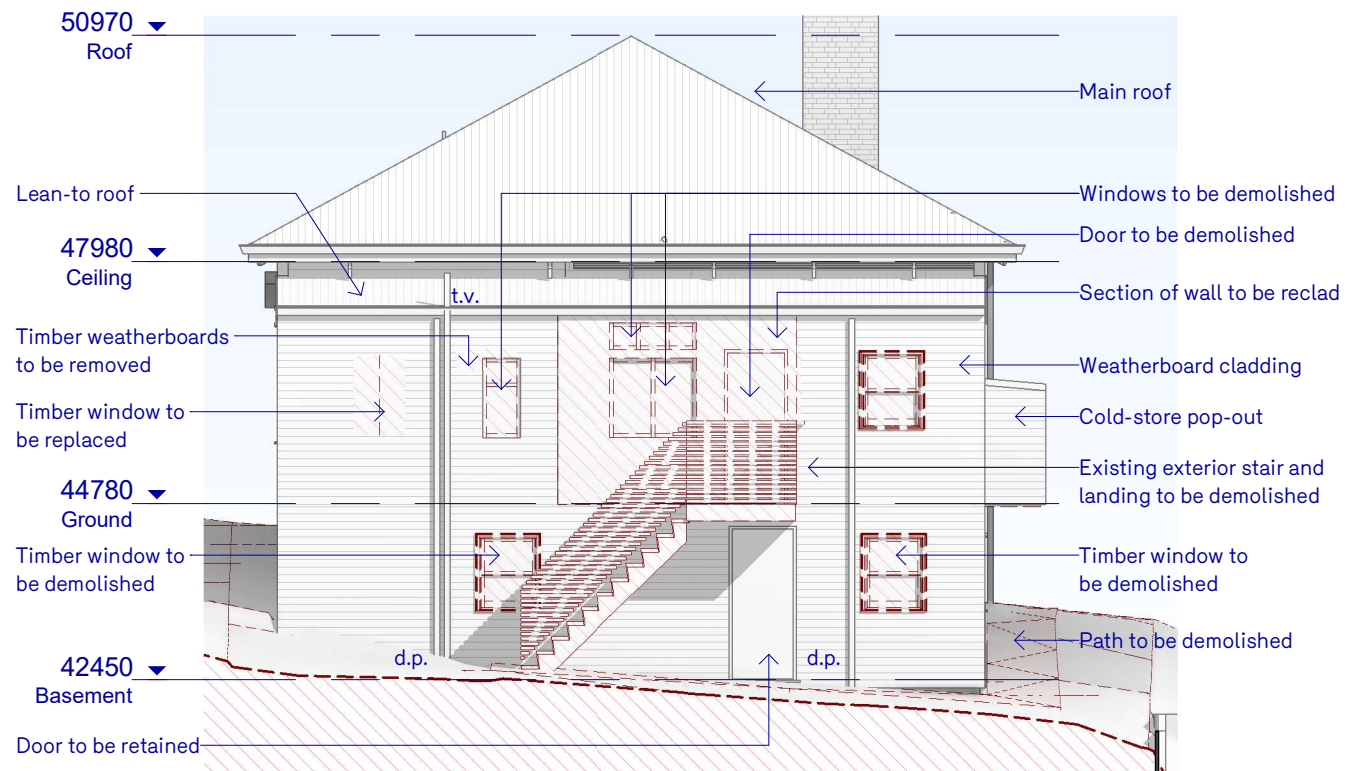 50970
Roof
Main roof
Lean-to roof
Windows to be demolished
Door to be demolished
47980
Ceiling
t.v.
Section of wall to be reclad
Timber weatherboards
to be removed
Weatherboard cladding
Timber window to
be replaced
Cold-store pop-out
Existing exterior stair and
landing to be demolished
44780
Ground
Timber window to
be demolished
Timber window to
be demolished
Path to be demolished
d.p.
d.p.
42450
Basement
Door to be retained